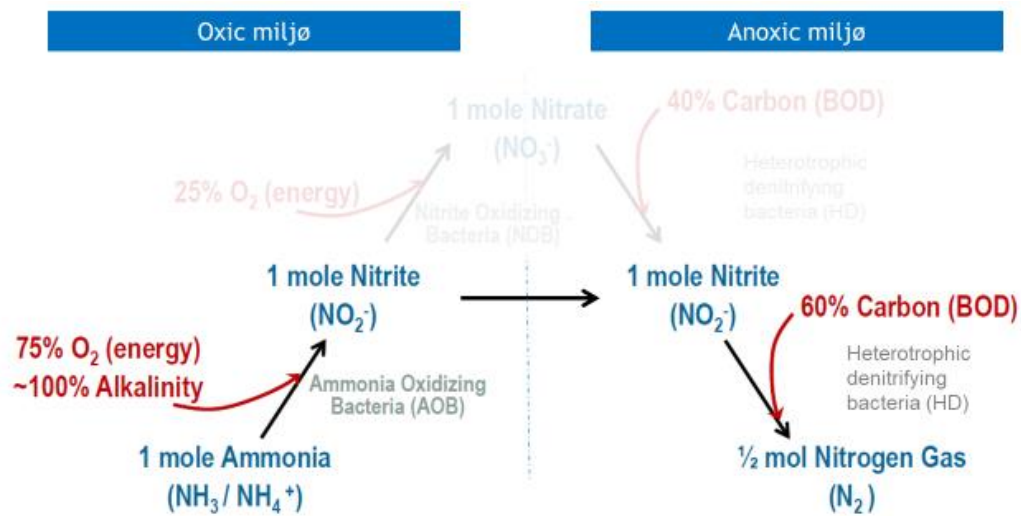 Oxic miljø
Anoxic miljø
1 mole Nitrate
(NO₃⁻)
40% Carbon (BOD)
Heterotrophic
denitrifying
bacteria (HD)
25% O₂ (energy)
Nitrite Oxidizing
Bacteria (NOB)
1 mole Nitrite
(NO₂⁻)
1 mole Nitrite
(NO₂⁻)
60% Carbon (BOD)
Heterotrophic
denitrifying
bacteria (HD)
75% O₂ (energy)
~100% Alkalinity
Ammonia Oxidizing
Bacteria (AOB)
1 mole Ammonia
(NH₃ / NH₄⁺)
½ mol Nitrogen Gas
(N₂)